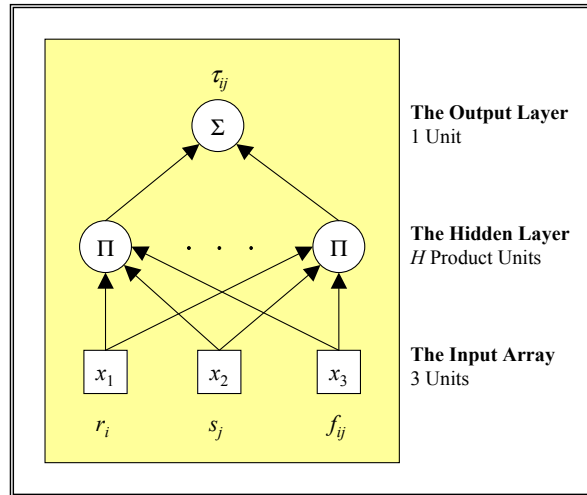 τij
Σ
The Output Layer
1 Unit
Π . . . Π
The Hidden Layer
H Product Units
x1 x2 x3
The Input Array
3 Units
ri sj fij